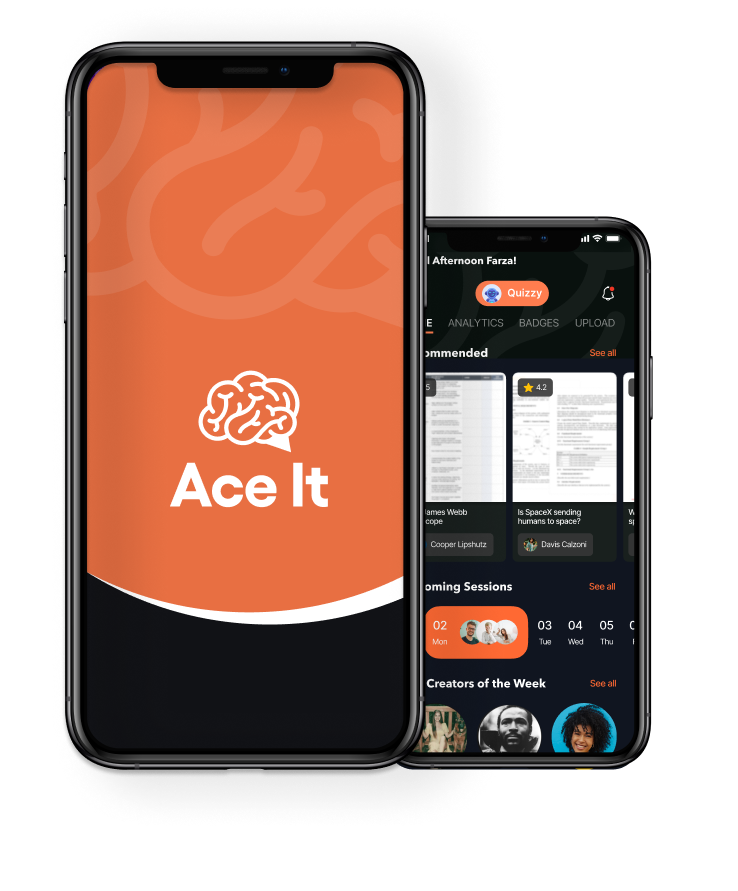 Ace It
Afternoon Farza!
Quizzy
ANALYTICS BADGES UPLOAD
ommended See all
5
4.2
ames Webb
cope
Cooper Lipshutz
Is SpaceX sending
humans to space?
Davis Calzoni
oming Sessions See all
02 03 04 05
Mon Tue Wed Thu
Creators of the Week See all